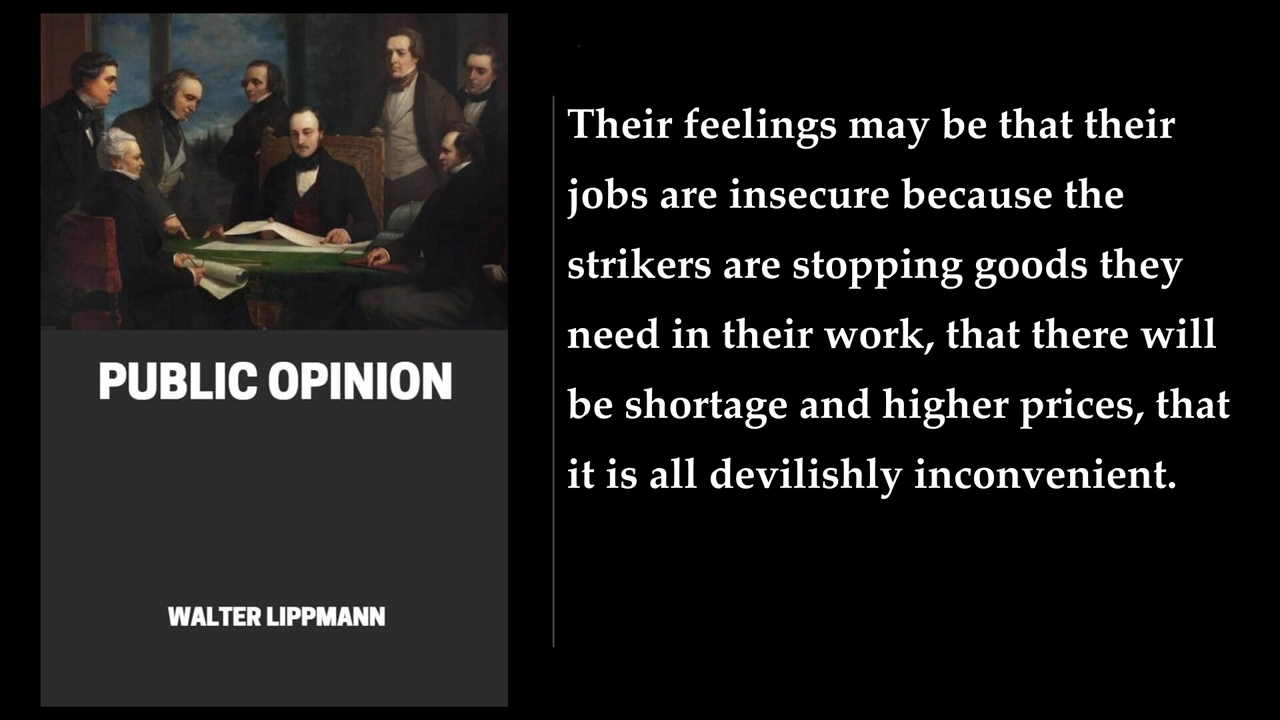 PUBLIC OPINION
WALTER LIPPMANN
Their feelings may be that their
jobs are insecure because the
strikers are stopping goods they
need in their work, that there will
be shortage and higher prices, that
it is all devilishly inconvenient.